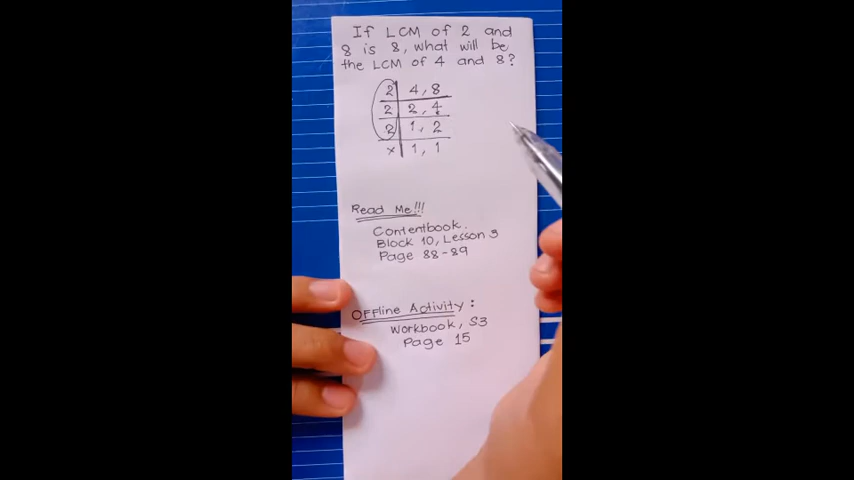 If LCM of 2 and
8 is 8, what will be
the LCM of 4 and 8?
2 | 4, 8
2 | 2, 4
2 | 1, 2
x | 1, 1
Read Me!!!
Contentbook.
Block 10, Lesson 3
Page 88-89
Offline Activity:
Workbook, S3
Page 15